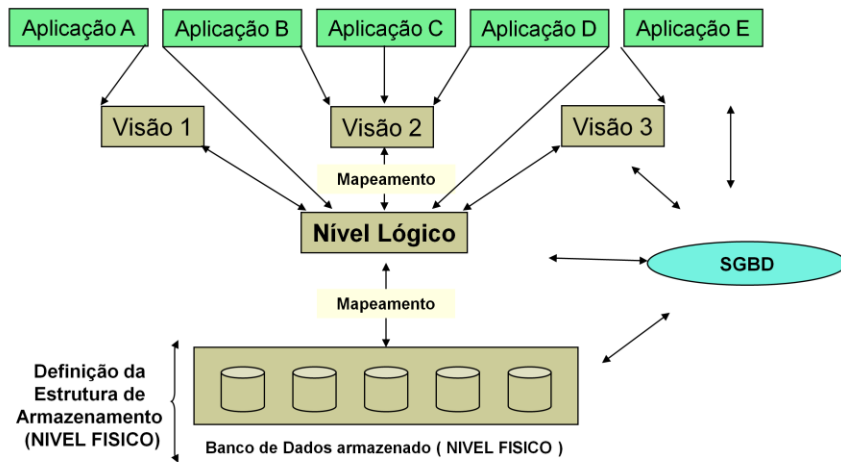 Aplicação A
Aplicação B
Aplicação C
Aplicação D
Aplicação E
Visão 1
Visão 2
Visão 3
Mapeamento
Nível Lógico
SGBD
Mapeamento
Definição da
Estrutura de
Armazenamento
(NIVEL FISICO)
Banco de Dados armazenado ( NIVEL FISICO )